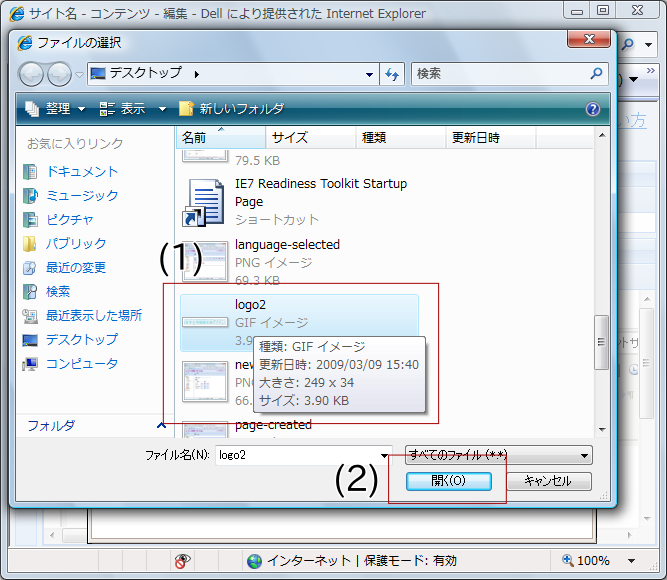 サイト名 - コンテンツ - 編集 - Dell により提供された Internet Explorer
ファイルの選択
デスクトップ
検索
整理 表示 新しいフォルダ
い方
お気に入りリンク
名前 サイズ 種類 更新日時
79.5 KB
ドキュメント
ミュージック
ピクチャ
パブリック
最近の変更
検索
最近表示した場所
デスクトップ
コンピュータ
IE7 Readiness Toolkit Startup
Page
ショートカット
(1)
language-selected
PNG イメージ
69.3 KB
logo2
GIF イメージ
3.9
種類: GIF イメージ
更新日時: 2009/03/09 15:40
大きさ: 249 x 34
サイズ: 3.90 KB
new
PNG
66.
page-created
フォルダ
ファイル名(N): logo2 すべてのファイル (*.*)
(2) 開く(O) キャンセル
インターネット | 保護モード: 有効 100%